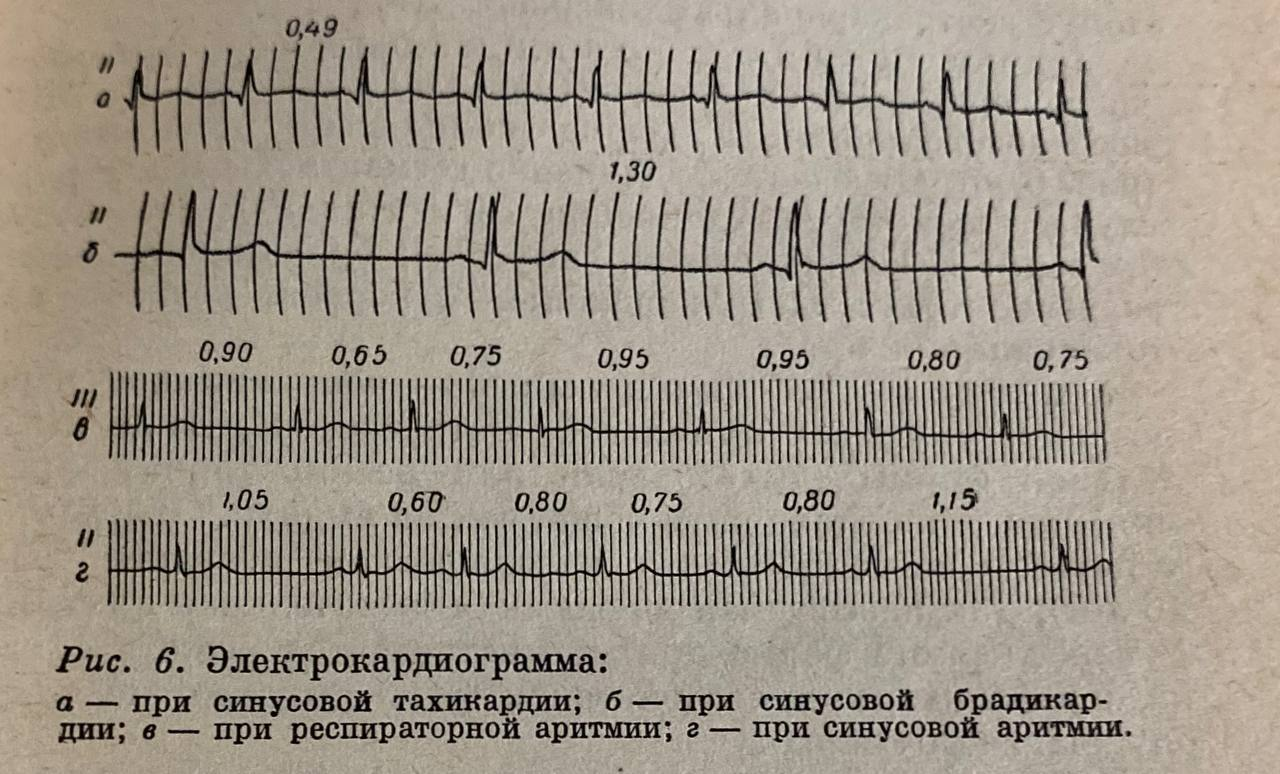 0,49
II
а
1,30
II
б
0,90 0,65 0,75 0,95 0,95 0,80 0,75
III
в
1,05 0,60 0,80 0,75 0,80 1,15
II
г
Рис. 6. Электрокардиограмма:
а — при синусовой тахикардии; б — при синусовой брадикар-
дии; в — при респираторной аритмии; г — при синусовой аритмии.